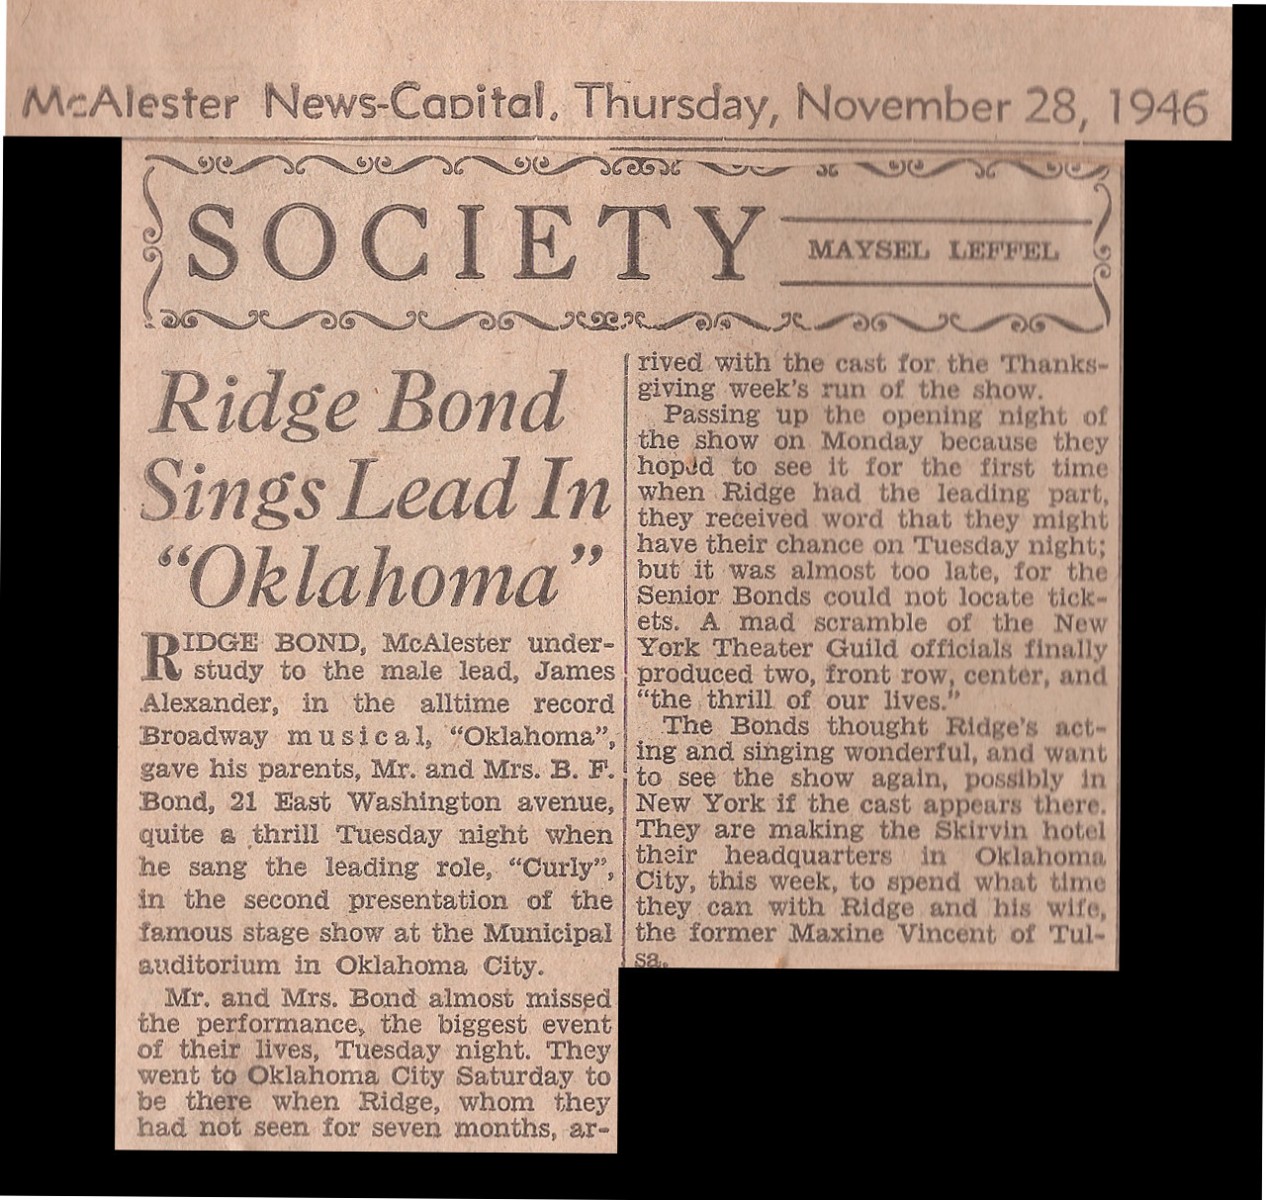 McAlester News-Capital, Thursday, November 28, 1946
SOCIETY
MAYSEL LEFFEL
Ridge Bond
Sings Lead In
"Oklahoma"
RIDGE BOND, McAlester under-
study to the male lead, James
Alexander, in the alltime record
Broadway musical, "Oklahoma",
gave his parents, Mr. and Mrs. B. F.
Bond, 21 East Washington avenue,
quite a thrill Tuesday night when
he sang the leading role, "Curly",
in the second presentation of the
famous stage show at the Municipal
auditorium in Oklahoma City.
Mr. and Mrs. Bond almost missed
the performance, the biggest event
of their lives, Tuesday night. They
went to Oklahoma City Saturday to
be there when Ridge, whom they
had not seen for seven months, ar-
rived with the cast for the Thanks-
giving week's run of the show.
Passing up the opening night of
the show on Monday because they
hoped to see it for the first time
when Ridge had the leading part,
they received word that they might
have their chance on Tuesday night;
but it was almost too late, for the
Senior Bonds could not locate tick-
ets. A mad scramble of the New
York Theater Guild officials finally
produced two, front row, center, and
"the thrill of our lives."
The Bonds thought Ridge's act-
ing and singing wonderful, and want
to see the show again, possibly in
New York if the cast appears there.
They are making the Skirvin hotel
their headquarters in Oklahoma
City, this week, to spend what time
they can with Ridge and his wife,
the former Maxine Vincent of Tul-
sa.